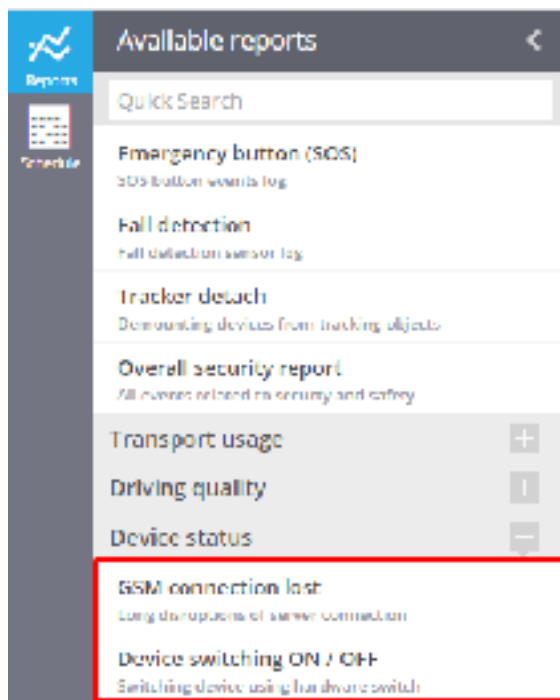 Available reports
Reports
Quick Search
Schedule
Emergency button (SOS)
SOS button events log
Fall detection
Fall detection sensor log
Tracker detach
Demounting devices from tracking objects
Overall security report
All events related to security and safety
Transport usage
Driving quality
Device status
GSM connection lost
Long disruptions of server connection
Device switching ON / OFF
Switching device using hardware switch